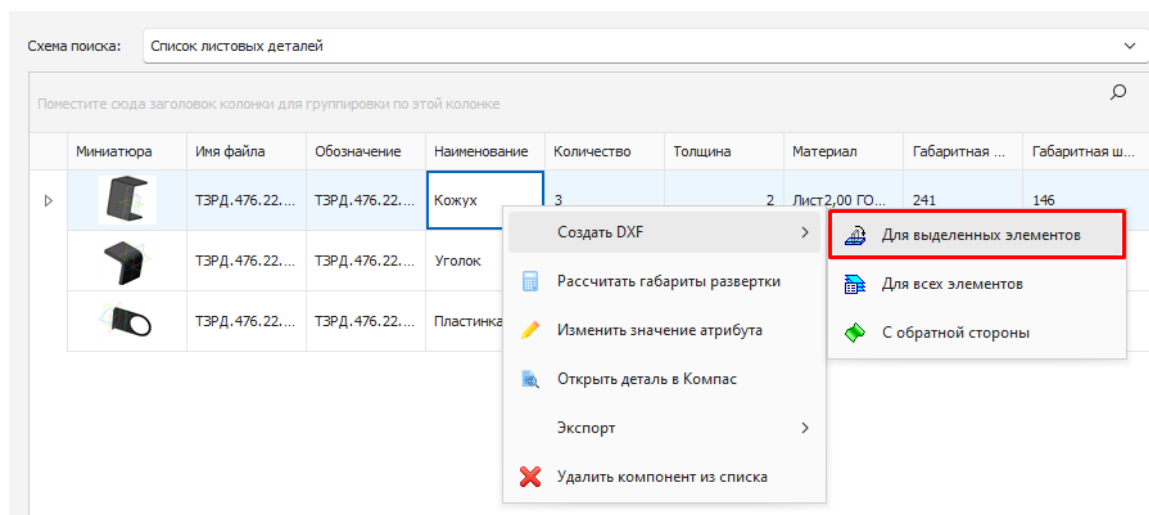 Схема поиска: Список листовых деталей
Поместите сюда заголовок колонки для группировки по этой колонке
Миниатюра Имя файла Обозначение Наименование Количество Толщина Материал Габаритная ... Габаритная ш...
ТЗРД.476.22.... ТЗРД.476.22.... Кожух 3 2 Лист2,00 ГО... 241 146
Создать DXF
Для выделенных элементов
ТЗРД.476.22.... ТЗРД.476.22.... Уголок
Рассчитать габариты развертки
Для всех элементов
ТЗРД.476.22.... ТЗРД.476.22.... Пластинка
Изменить значение атрибута
С обратной стороны
Открыть деталь в Компас
Экспорт
Удалить компонент из списка